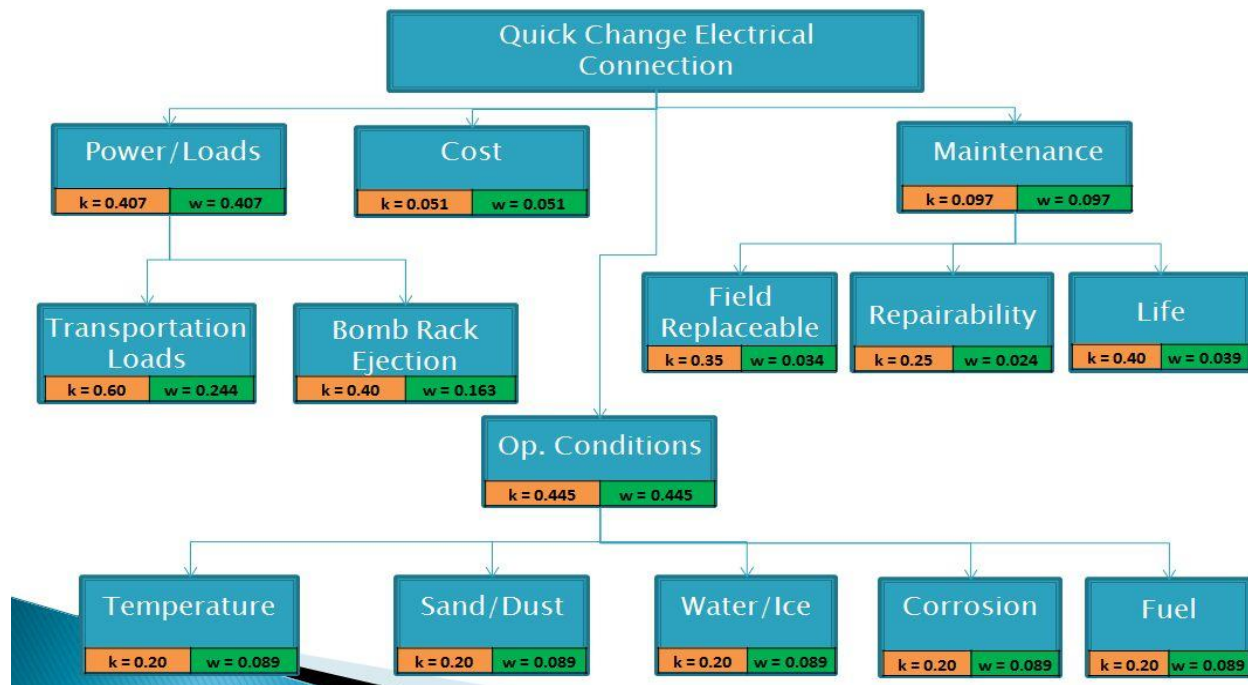 Quick Change Electrical
Connection
Power/Loads
k = 0.407 w = 0.407
Cost
k = 0.051 w = 0.051
Maintenance
k = 0.097 w = 0.097
Transportation
Loads
k = 0.60 w = 0.244
Bomb Rack
Ejection
k = 0.40 w = 0.163
Field
Replaceable
k = 0.35 w = 0.034
Repairability
k = 0.25 w = 0.024
Life
k = 0.40 w = 0.039
Op. Conditions
k = 0.445 w = 0.445
Temperature
k = 0.20 w = 0.089
Sand/Dust
k = 0.20 w = 0.089
Water/Ice
k = 0.20 w = 0.089
Corrosion
k = 0.20 w = 0.089
Fuel
k = 0.20 w = 0.089